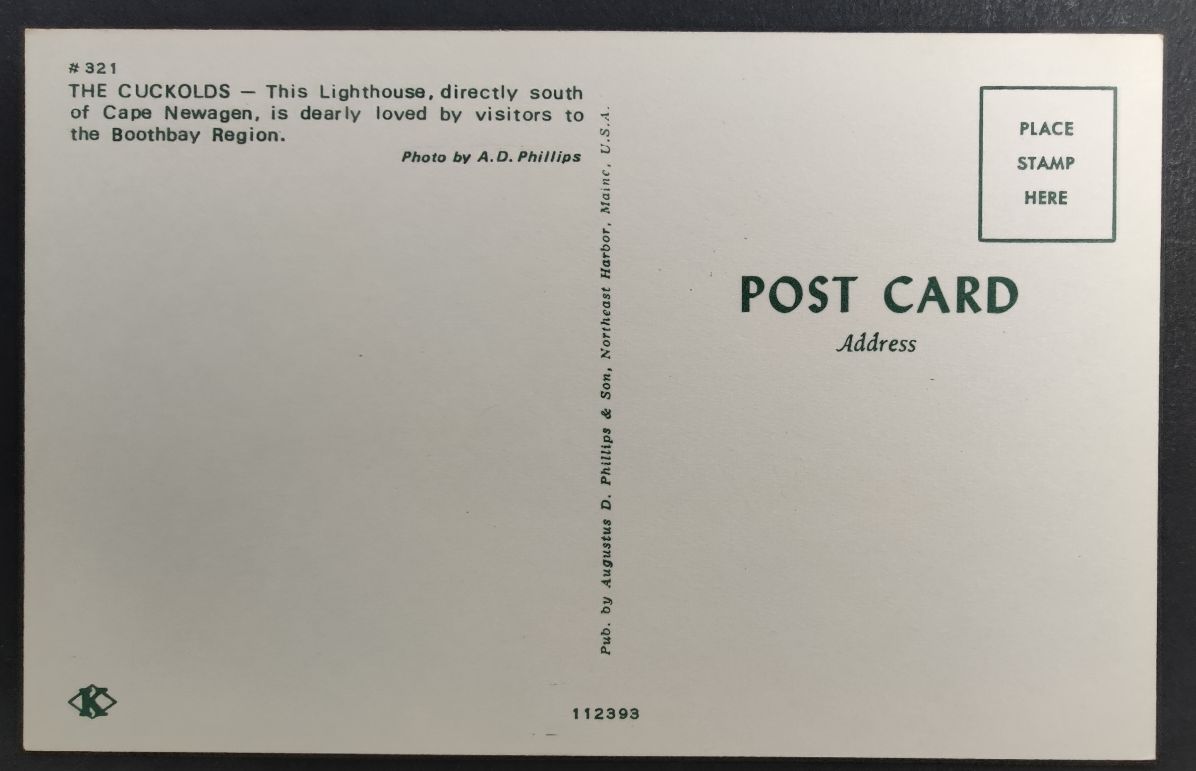 #321
THE CUCKOLDS — This Lighthouse, directly south
of Cape Newagen, is dearly loved by visitors to
the Boothbay Region.
Photo by A.D. Phillips
Pub. by Augustus D. Phillips & Son, Northeast Harbor, Maine, U.S.A.
PLACE
STAMP
HERE
POST CARD
Address
K
112393